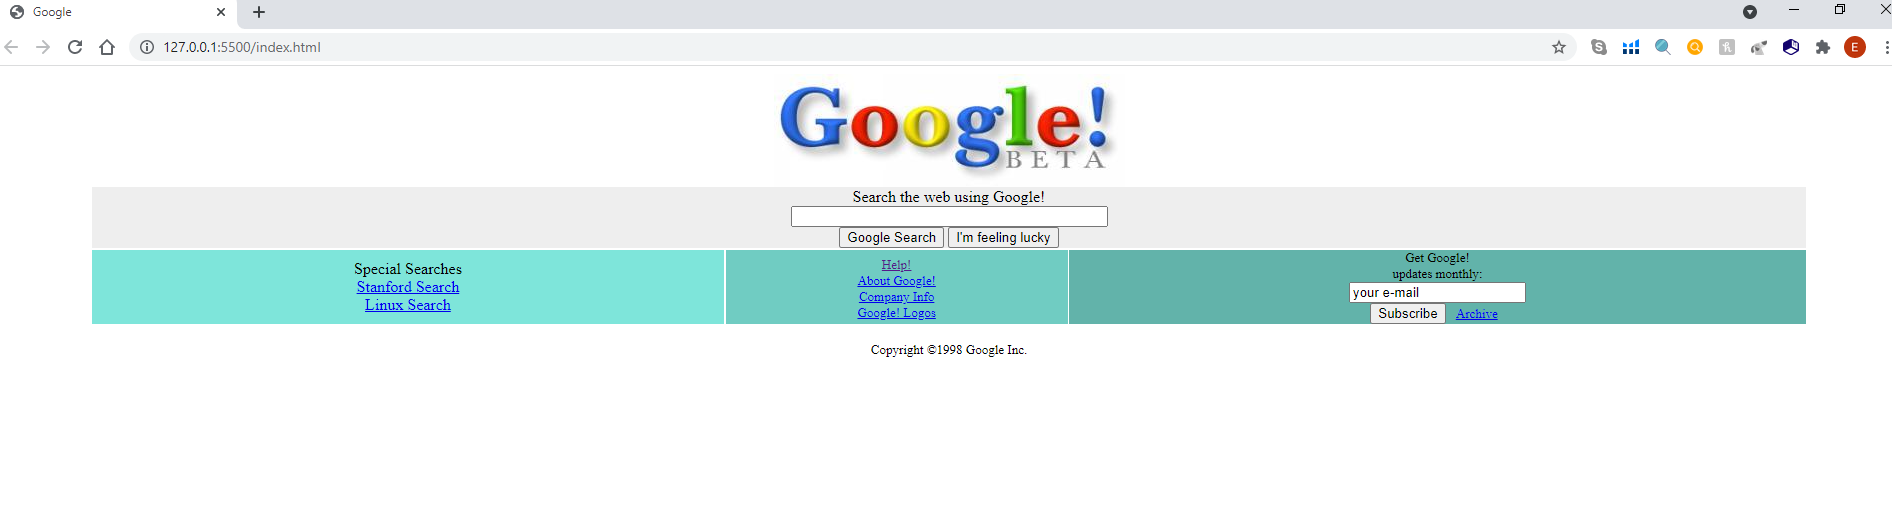 Google
127.0.0.1:5500/index.html
E
Google!
BETA
Search the web using Google!
Google Search I'm feeling lucky
Special Searches
Stanford Search
Linux Search
Help!
About Google!
Company Info
Google! Logos
Get Google!
updates monthly:
your e-mail
Subscribe Archive
Copyright ©1998 Google Inc.